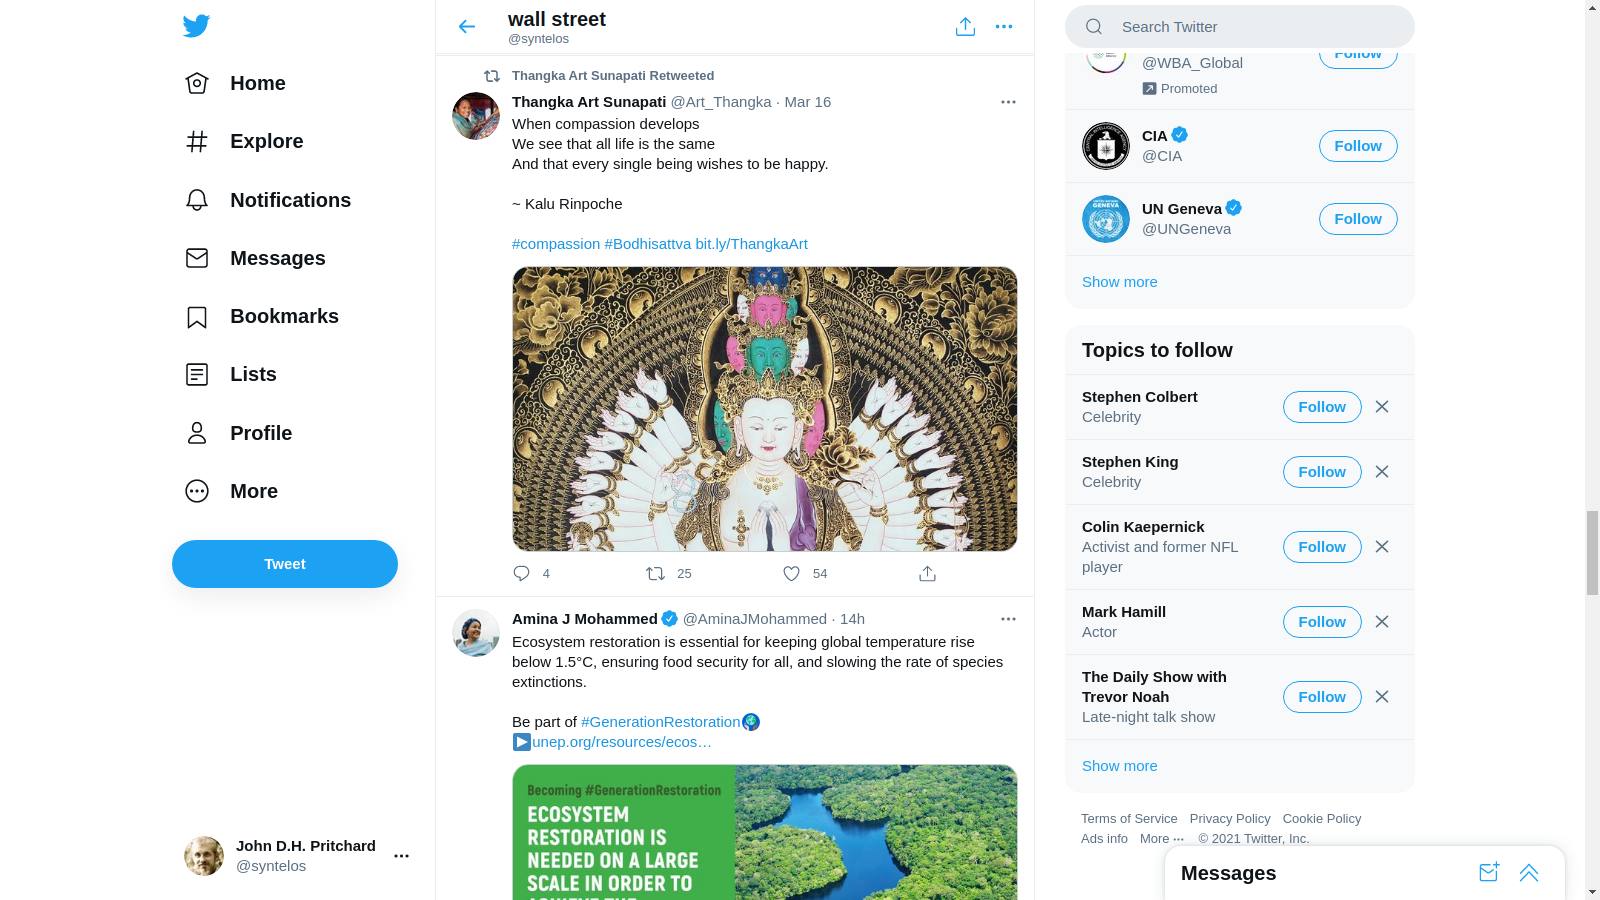 Home
Explore
Notifications
Messages
Bookmarks
Lists
Profile
More
Tweet
John D.H. Pritchard
@syntelos
wall street
@syntelos
Thangka Art Sunapati Retweeted
Thangka Art Sunapati @Art_Thangka · Mar 16
When compassion develops
We see that all life is the same
And that every single being wishes to be happy.
~ Kalu Rinpoche
#compassion #Bodhisattva bit.ly/ThangkaArt
4 25 54
Amina J Mohammed @AminaJMohammed · 14h
Ecosystem restoration is essential for keeping global temperature rise
below 1.5°C, ensuring food security for all, and slowing the rate of species
extinctions.
Be part of #GenerationRestoration
unep.org/resources/ecos…
Becoming #GenerationRestoration
ECOSYSTEM
RESTORATION IS
NEEDED ON A LARGE
SCALE IN ORDER TO
ACHIEVE THE
Search Twitter
Follow
@WBA_Global
Promoted
CIA
@CIA
Follow
UN Geneva
@UNGeneva
Follow
Show more
Topics to follow
Stephen Colbert
Celebrity
Follow
Stephen King
Celebrity
Follow
Colin Kaepernick
Activist and former NFL
player
Follow
Mark Hamill
Actor
Follow
The Daily Show with
Trevor Noah
Late-night talk show
Follow
Show more
Terms of Service Privacy Policy Cookie Policy
Ads info More ··· © 2021 Twitter, Inc.
Messages